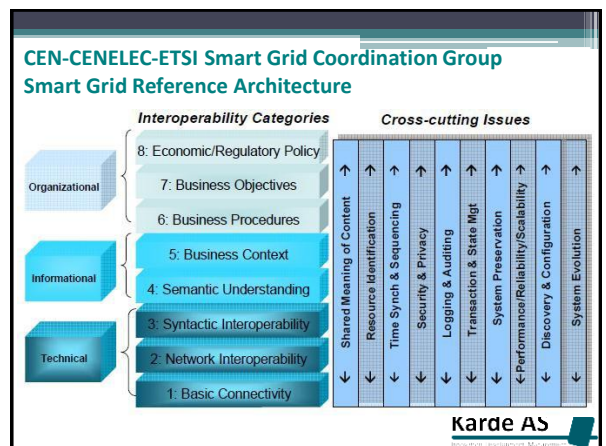 CEN-CENELEC-ETSI Smart Grid Coordination Group
Smart Grid Reference Architecture
Interoperability Categories
Cross-cutting Issues
Organizational
8: Economic/Regulatory Policy
7: Business Objectives
6: Business Procedures
Informational
5: Business Context
4: Semantic Understanding
Technical
3: Syntactic Interoperability
2: Network Interoperability
1: Basic Connectivity
Shared Meaning of Content
Resource Identification
Time Synch & Sequencing
Security & Privacy
Logging & Auditing
Transaction & State Mgt
System Preservation
Performance/Reliability/Scalability
Discovery & Configuration
System Evolution
Karde AS